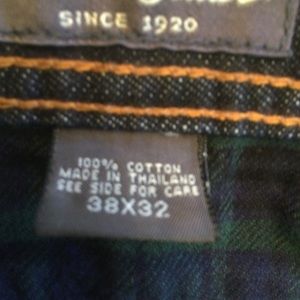 SINCE 1920
100% COTTON
MADE IN THAILAND
SEE SIDE FOR CARE
38X32